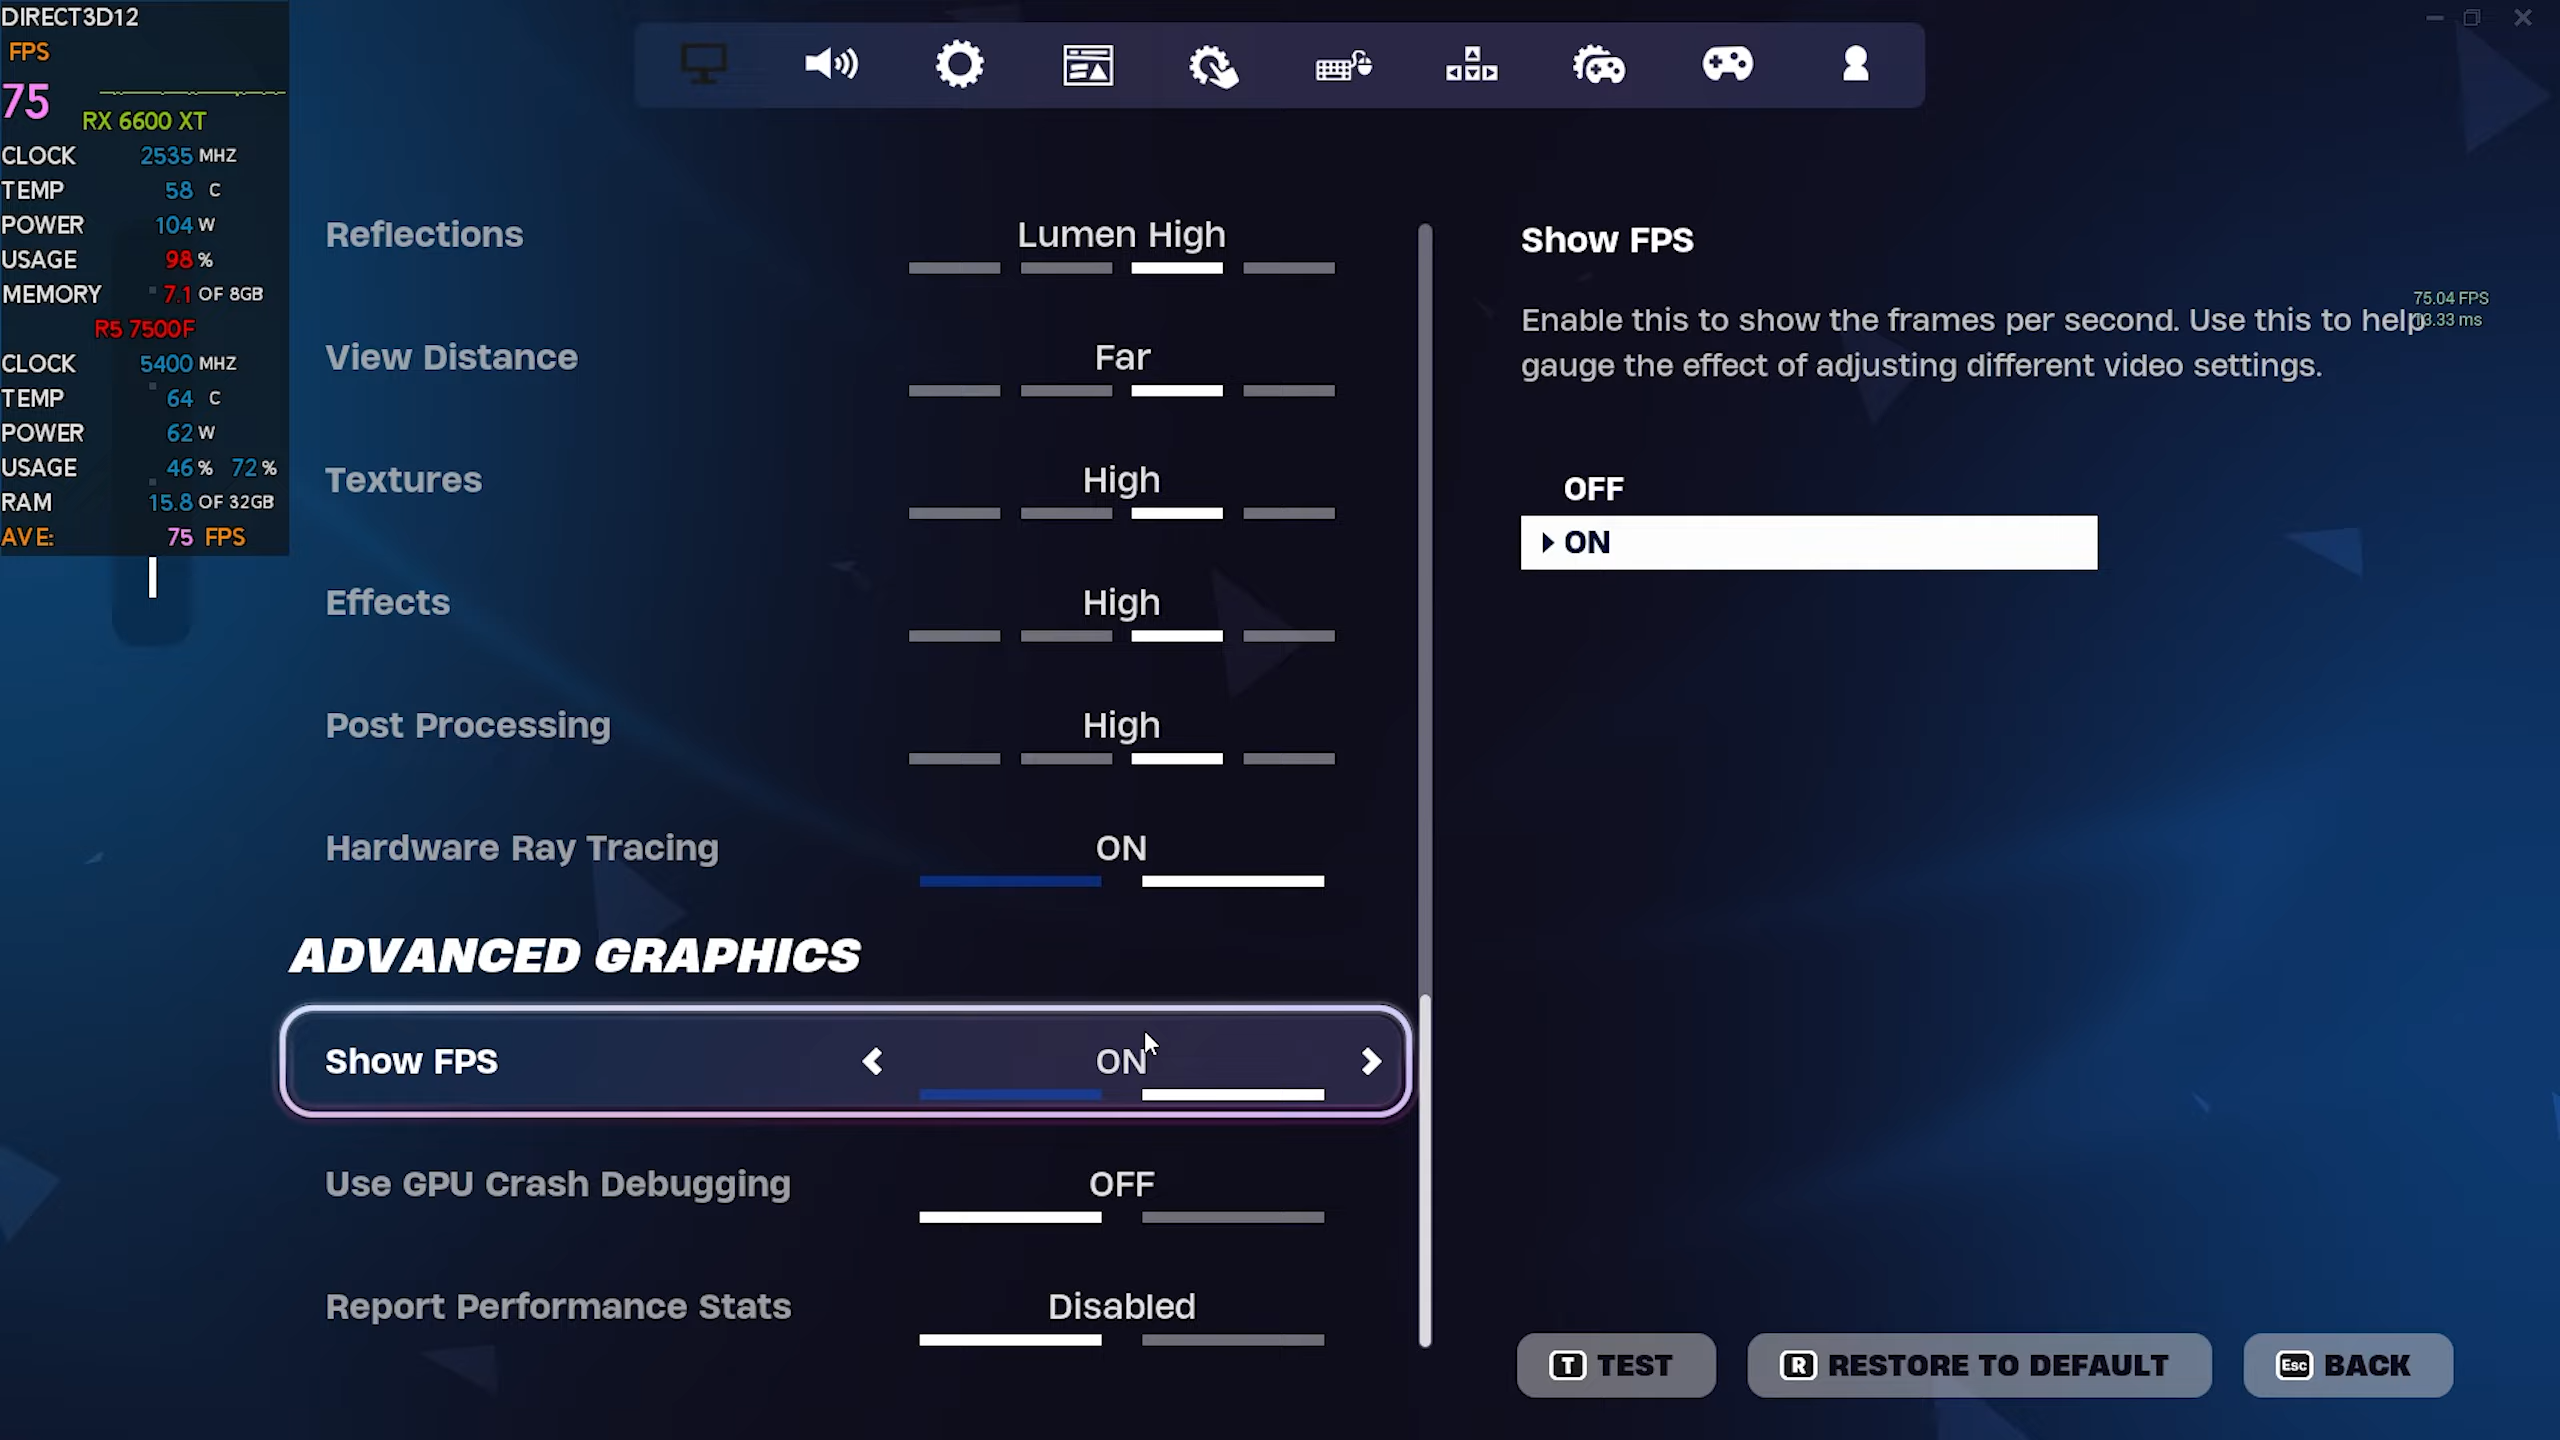 DIRECT3D12
FPS
75
RX 6600 XT
CLOCK 2535 MHZ
TEMP 58 C
POWER 104 W
USAGE 98 %
MEMORY 7.1 OF 8GB
R5 7500F
CLOCK 5400 MHZ
TEMP 64 C
POWER 62 W
USAGE 46 % 72 %
RAM 15.8 OF 32GB
AVE: 75 FPS
Reflections Lumen High
View Distance Far
Textures High
Effects High
Post Processing High
Hardware Ray Tracing ON
ADVANCED GRAPHICS
Show FPS ON
Use GPU Crash Debugging OFF
Report Performance Stats Disabled
Show FPS
75.04 FPS
Enable this to show the frames per second. Use this to help
13.33 ms
gauge the effect of adjusting different video settings.
OFF
ON
T TEST
R RESTORE TO DEFAULT
Esc BACK